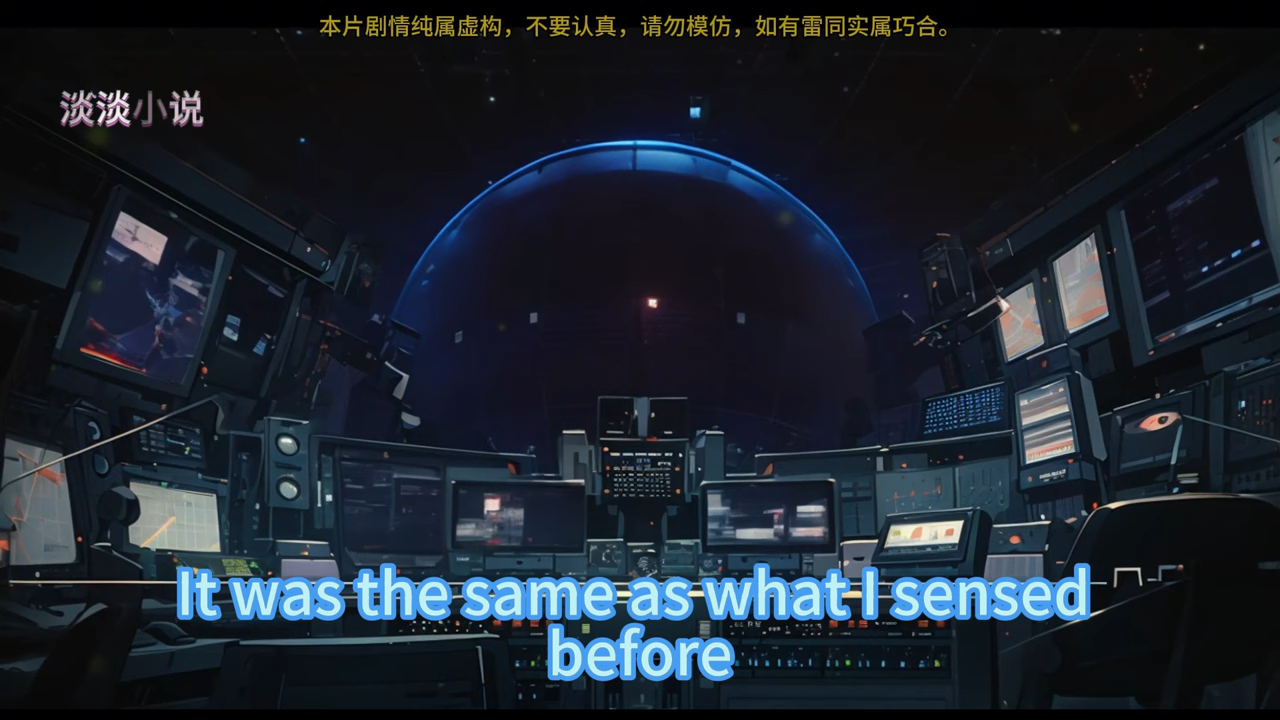 本片剧情纯属虚构，不要认真，请勿模仿，如有雷同实属巧合。
淡淡小说
It was the same as what I sensed
before